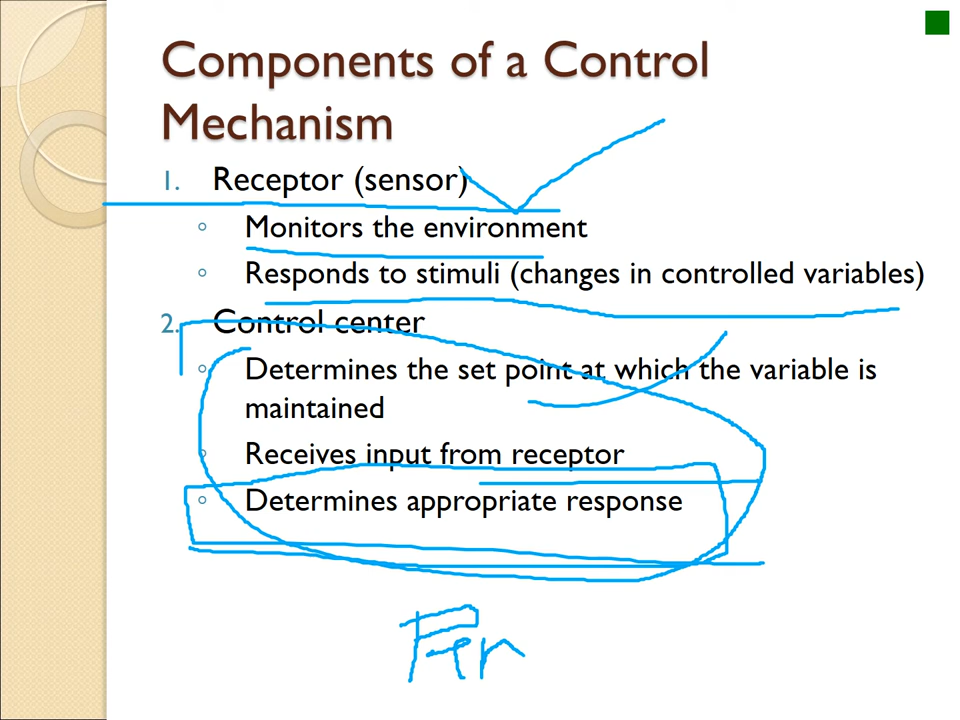 Components of a Control
Mechanism
1. Receptor (sensor)
◦ Monitors the environment
◦ Responds to stimuli (changes in controlled variables)
2. Control center
◦ Determines the set point at which the variable is
maintained
◦ Receives input from receptor
◦ Determines appropriate response